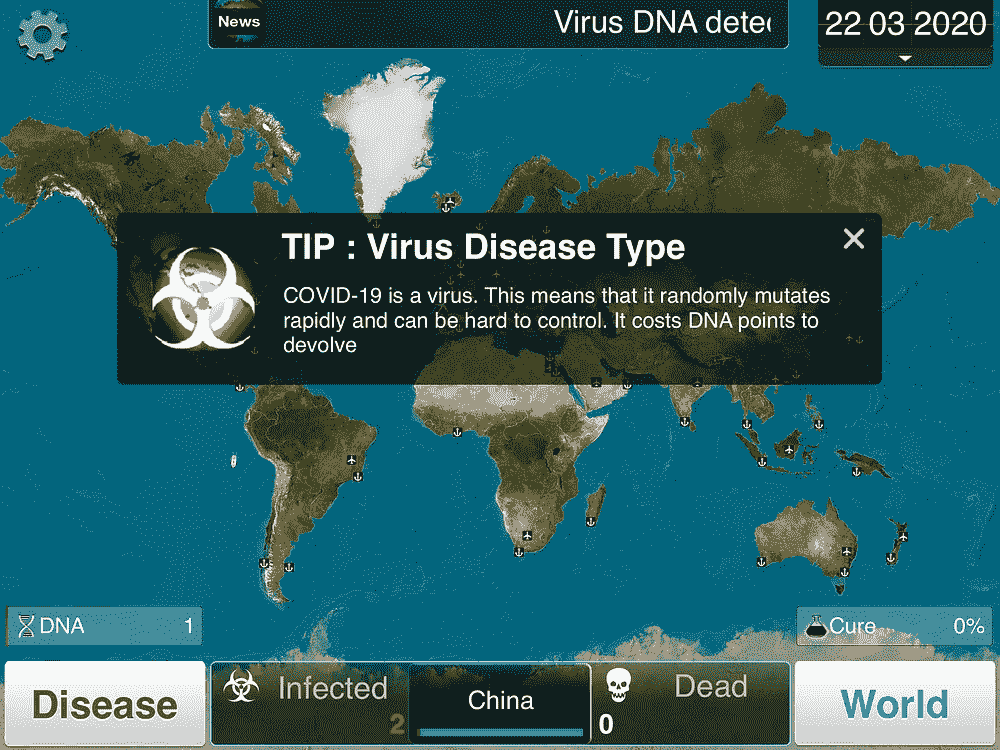 News
Virus DNA detec
22 03 2020
TIP : Virus Disease Type
COVID-19 is a virus. This means that it randomly mutates
rapidly and can be hard to control. It costs DNA points to
devolve
DNA 1
Cure 0%
Disease
Infected
2
China
Dead
0
World